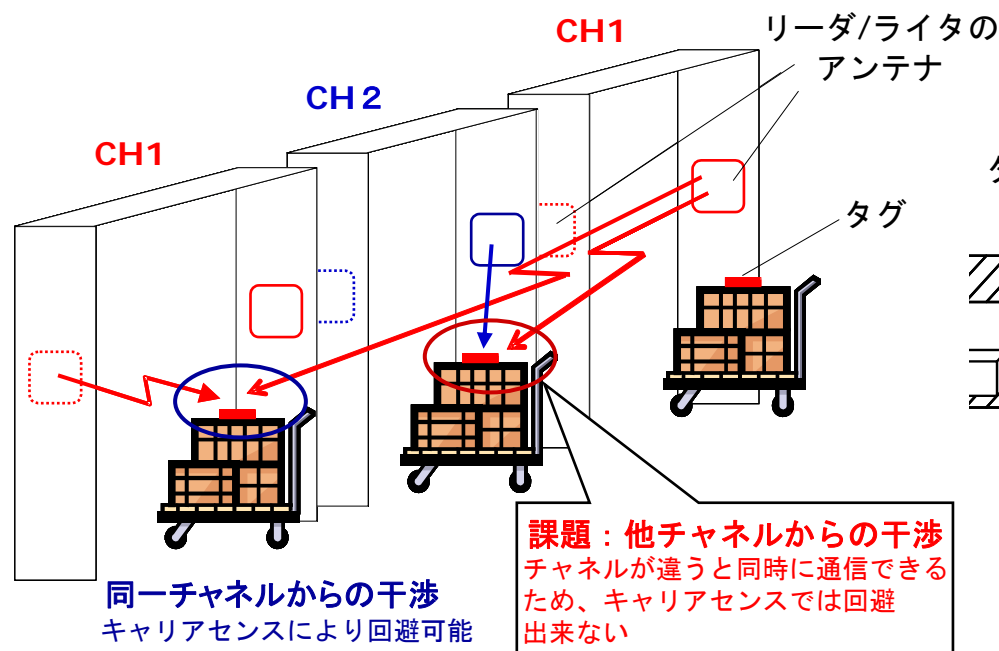 CH1
リーダ/ライタの
アンテナ
CH2
CH1
タグ
課題：他チャネルからの干渉
チャネルが違うと同時に通信できる
ため、キャリアセンスでは回避
出来ない
同一チャネルからの干渉
キャリアセンスにより回避可能